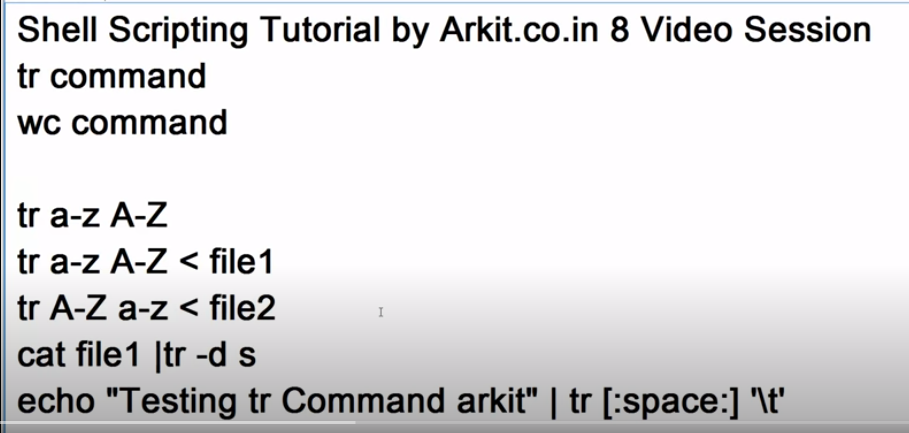 Shell Scripting Tutorial by Arkit.co.in 8 Video Session
tr command
wc command
tr a-z A-Z
tr a-z A-Z < file1
tr A-Z a-z < file2
cat file1 |tr -d s
echo "Testing tr Command arkit" | tr [:space:] '\t'